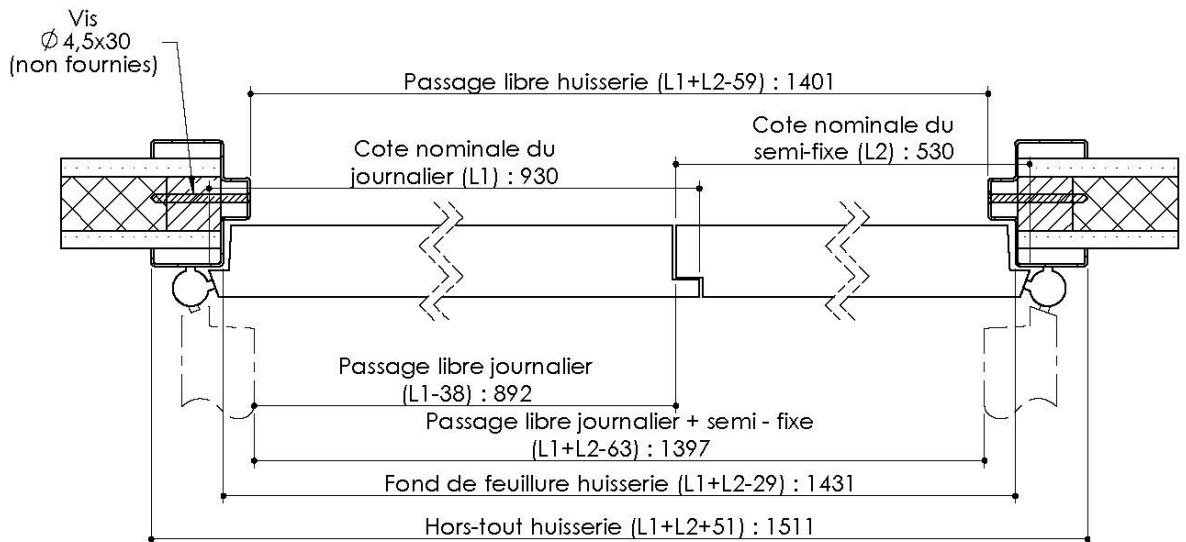 Vis
Ø 4,5x30
(non fournies)
Passage libre huisserie (L1+L2-59) : 1401
Cote nominale du
journalier (L1) : 930
Cote nominale du
semi-fixe (L2) : 530
Passage libre journalier
(L1-38) : 892
Passage libre journalier + semi - fixe
(L1+L2-63) : 1397
Fond de feuillure huisserie (L1+L2-29) : 1431
Hors-tout huisserie (L1+L2+51) : 1511